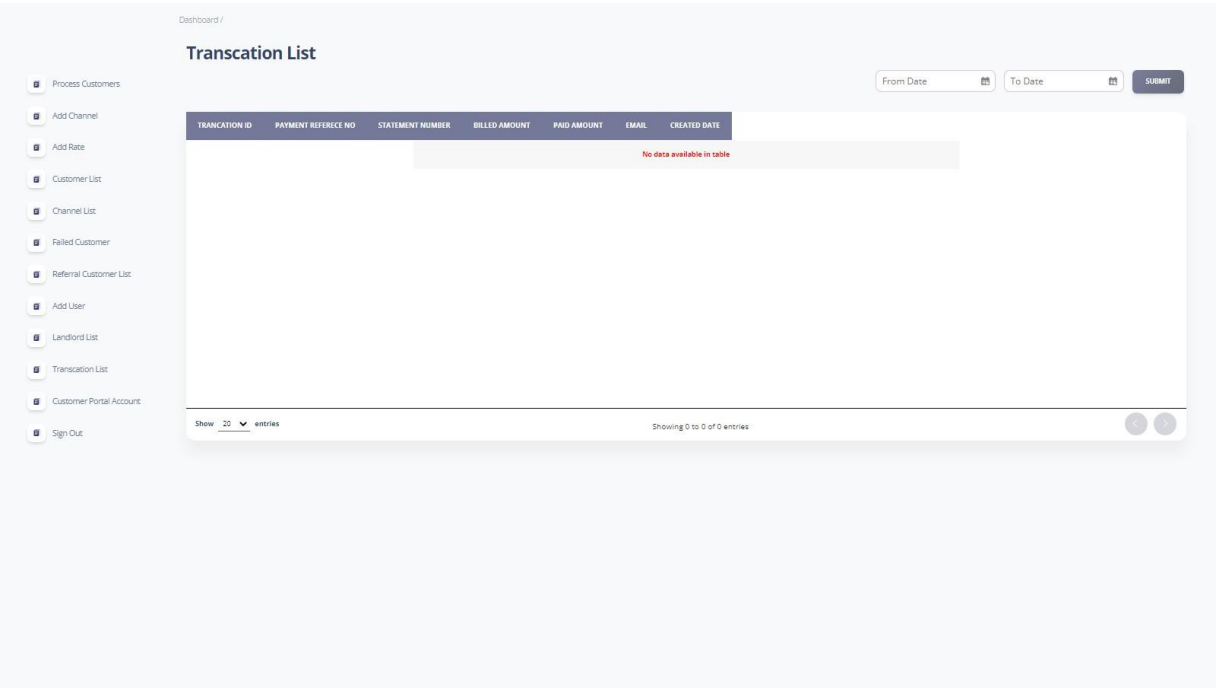 Dashboard /
Transcation List
From Date To Date SUBMIT
Process Customers
Add Channel
Add Rate
Customer List
Channel List
Failed Customer
Referral Customer List
Add User
Landlord List
Transcation List
Customer Portal Account
Sign Out
TRANCATION ID PAYMENT REFERECE NO STATEMENT NUMBER BILLED AMOUNT PAID AMOUNT EMAIL CREATED DATE
No data available in table
Show 20 entries
Showing 0 to 0 of 0 entries